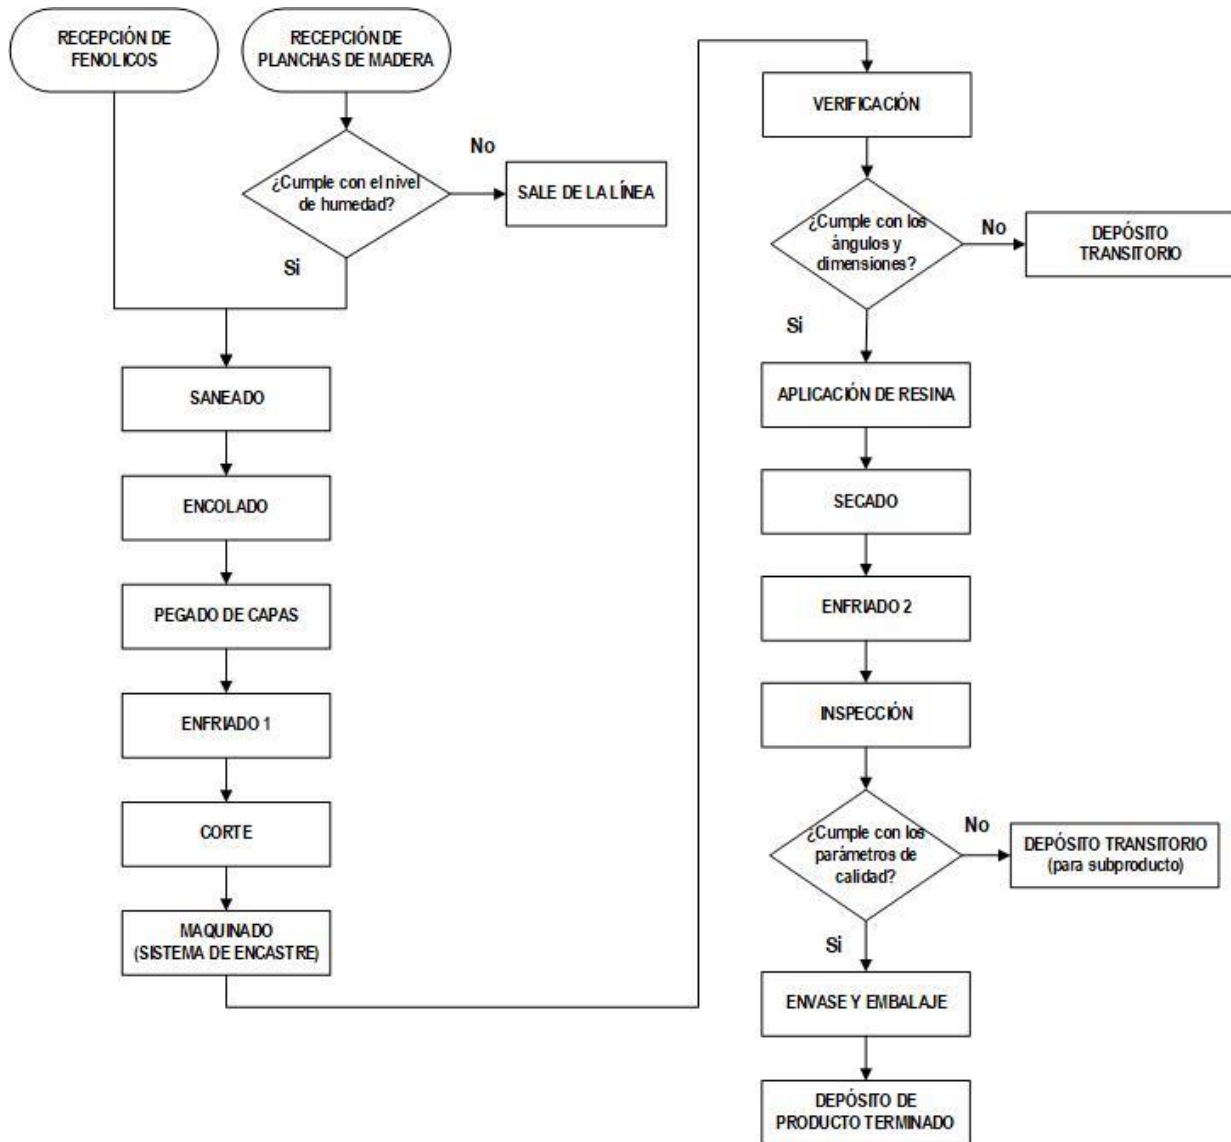 RECEPCIÓN DE
FENOLICOS
RECEPCIÓN DE
PLANCHAS DE MADERA
¿Cumple con el nivel
de humedad?
No
SALE DE LA LÍNEA
Si
SANEADO
ENCOLADO
PEGADO DE CAPAS
ENFRIADO 1
CORTE
MAQUINADO
(SISTEMA DE ENCASTRE)
VERIFICACIÓN
¿Cumple con los
ángulos y
dimensiones?
No
DEPÓSITO
TRANSITORIO
Si
APLICACIÓN DE RESINA
SECADO
ENFRIADO 2
INSPECCIÓN
¿Cumple con los
parámetros de
calidad?
No
DEPÓSITO TRANSITORIO
(para subproducto)
Si
ENVASE Y EMBALAJE
DEPÓSITO DE
PRODUCTO TERMINADO